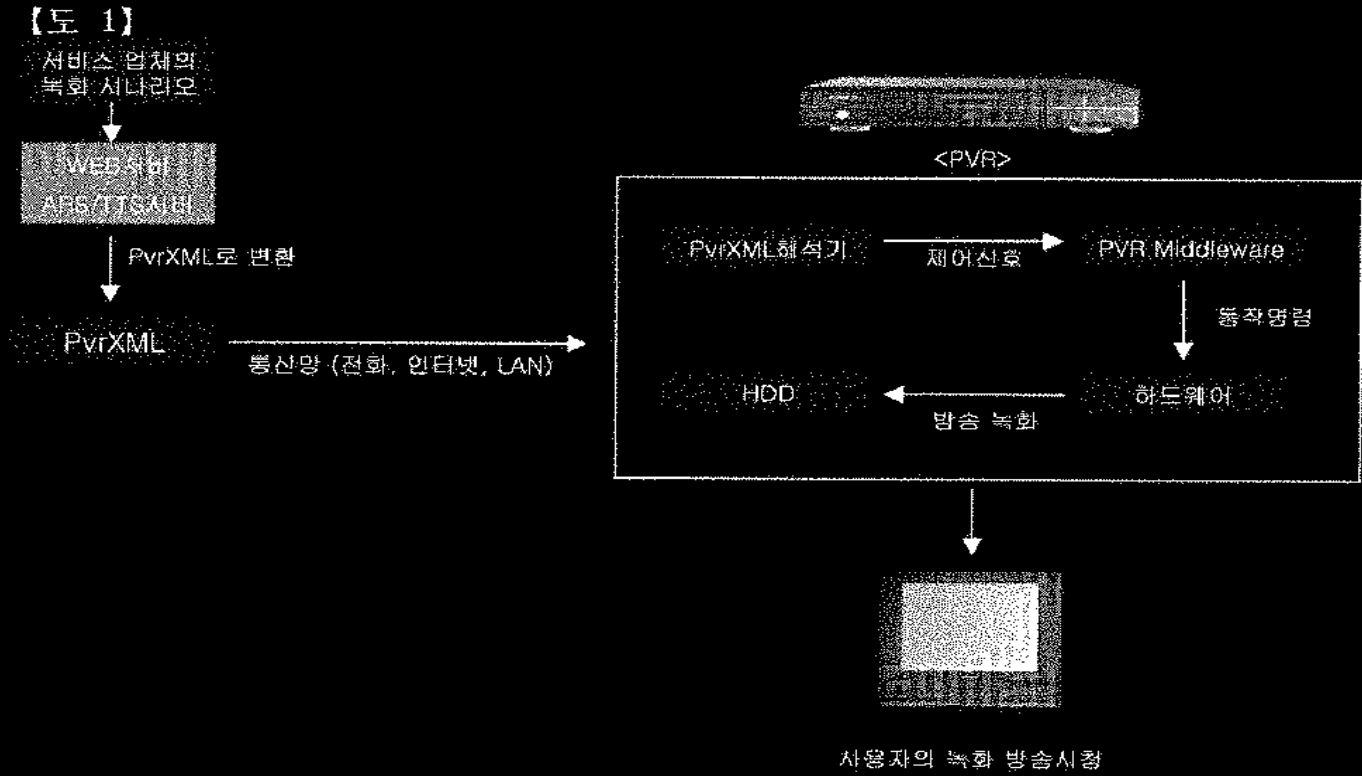 【도 1】
서비스 업체의
녹화 시나리오
WEB서버
ARS/TTS서버
PvrXML로 변환
PvrXML
통신망 (전화, 인터넷, LAN)
<PVR>
PvrXML해석기
제어신호
PVR Middleware
동작명령
하드웨어
방송 녹화
HDD
사용자의 녹화 방송시청